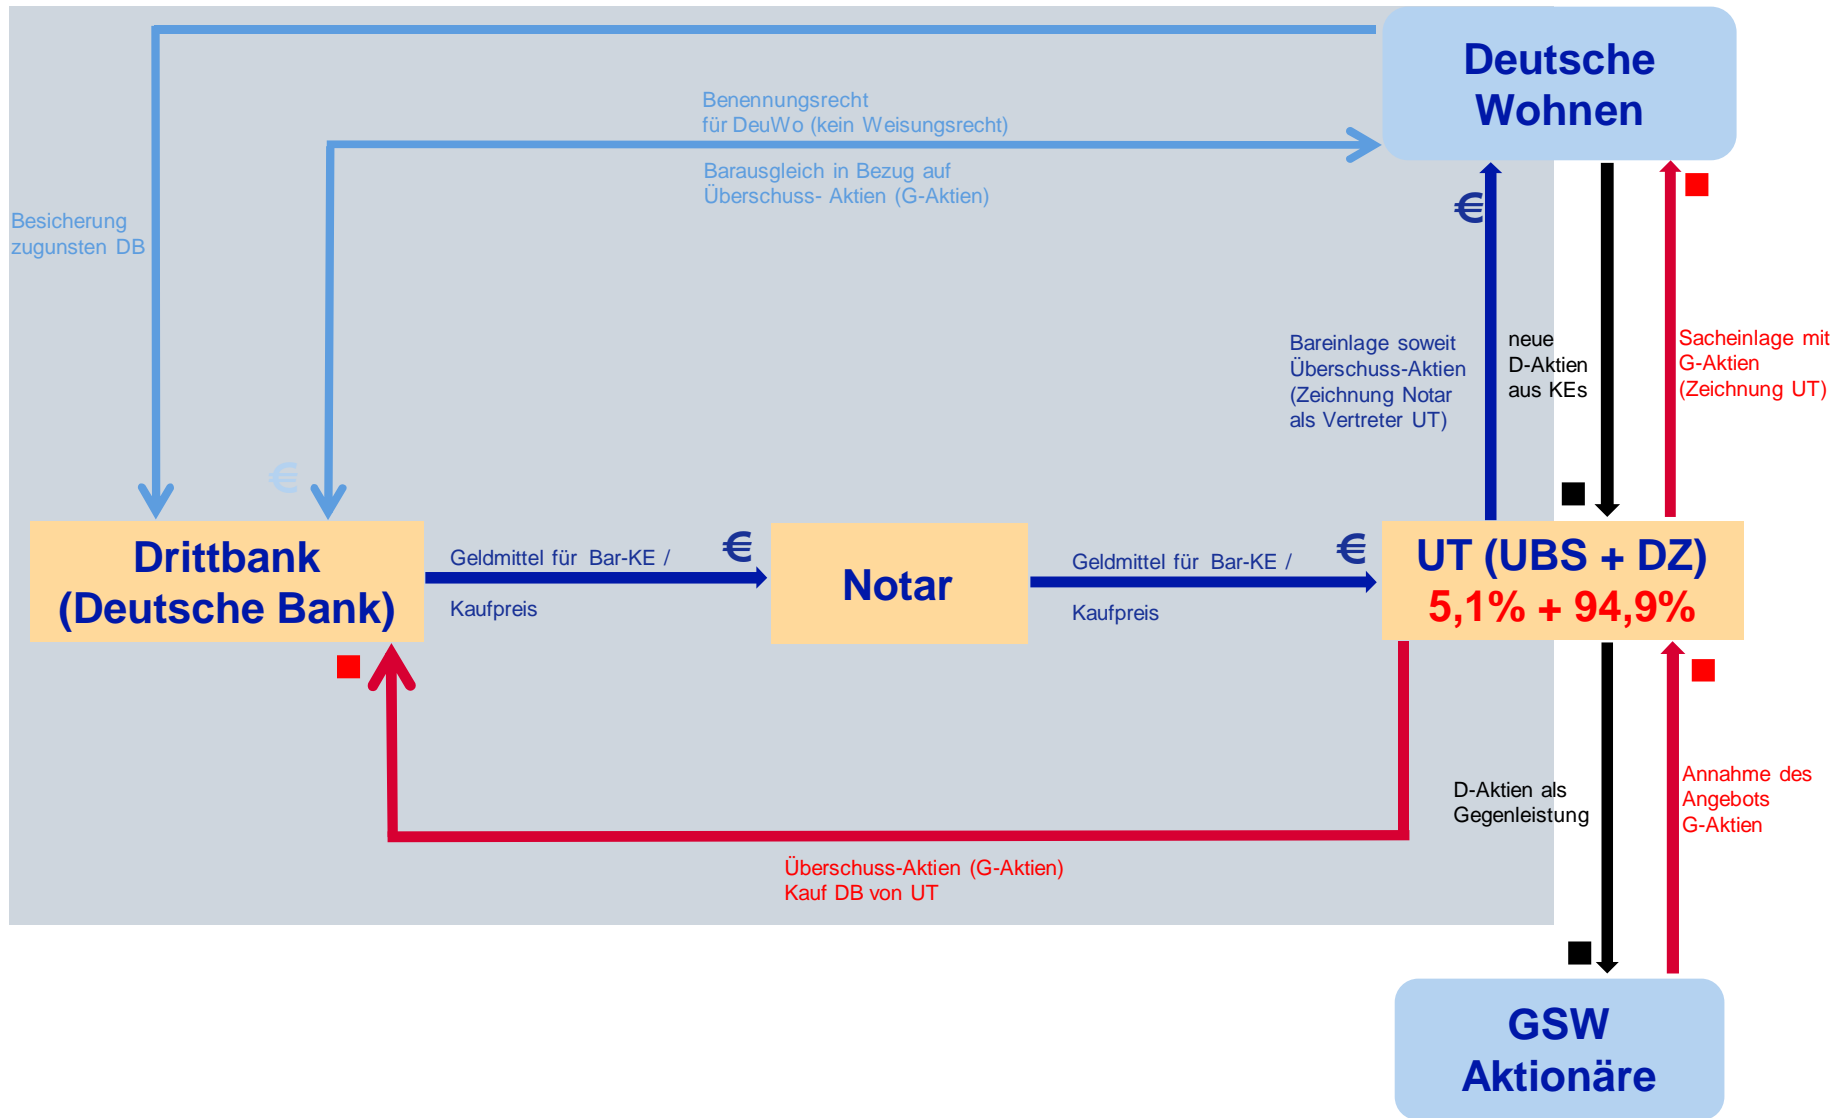 Deutsche
Wohnen
Benennungsrecht
für DeuWo (kein Weisungsrecht)
Barausgleich in Bezug auf
Überschuss- Aktien (G-Aktien)
Besicherung
zugunsten DB
€
€
Bareinlage soweit
Überschuss-Aktien
(Zeichnung Notar
als Vertreter UT)
neue
D-Aktien
aus KEs
Sacheinlage mit
G-Aktien
(Zeichnung UT)
Drittbank
(Deutsche Bank)
Geldmittel für Bar-KE /
Kaufpreis
€
Notar
Geldmittel für Bar-KE /
Kaufpreis
€
UT (UBS + DZ)
5,1% + 94,9%
D-Aktien als
Gegenleistung
Annahme des
Angebots
G-Aktien
Überschuss-Aktien (G-Aktien)
Kauf DB von UT
GSW
Aktionäre